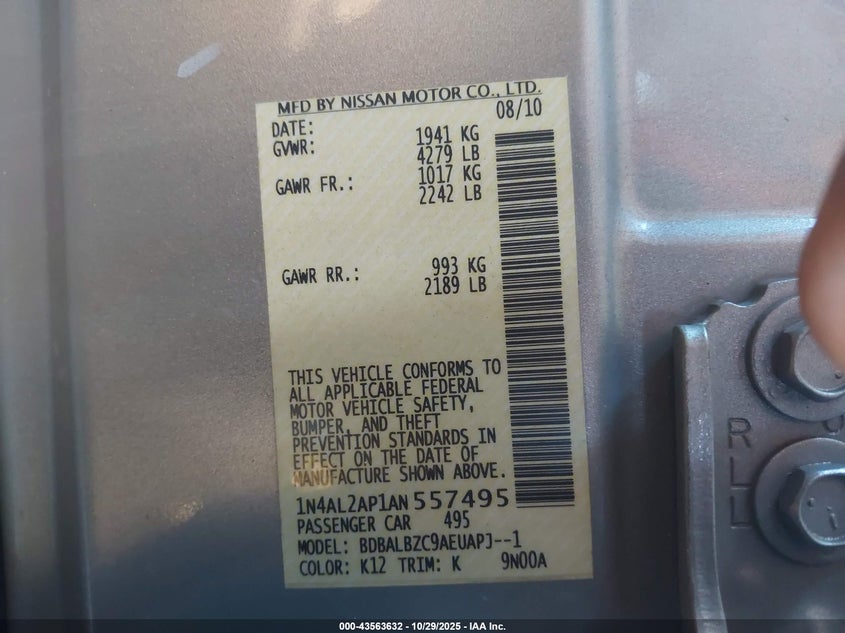 MFD BY NISSAN MOTOR CO., LTD.
DATE: 08/10
GVWR: 1941 KG
4279 LB
GAWR FR.: 1017 KG
2242 LB
GAWR RR.: 993 KG
2189 LB
THIS VEHICLE CONFORMS TO
ALL APPLICABLE FEDERAL
MOTOR VEHICLE SAFETY,
BUMPER, AND THEFT
PREVENTION STANDARDS IN
EFFECT ON THE DATE OF
MANUFACTURE SHOWN ABOVE.
1N4AL2AP1AN557495
PASSENGER CAR 495
MODEL: BDBALBZC9AEUAPJ--1
COLOR: K12 TRIM: K 9N00A
000-43563632 - 10/29/2025 - IAA Inc.